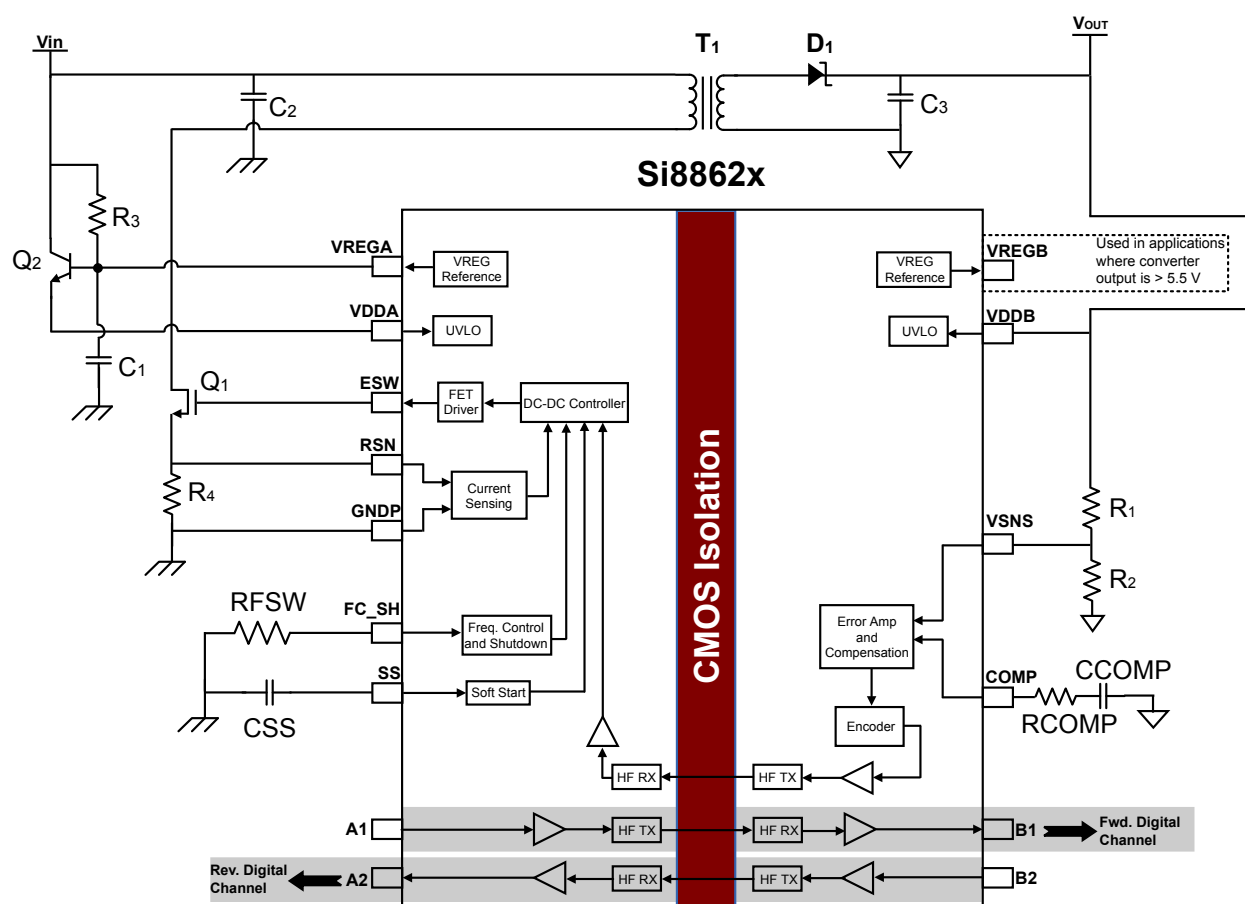 Vin
T1
D1
VOUT
C2
C3
Si8862x
R3
Q2
VREGA
VREG
Reference
VREG
Reference
VREGB
Used in applications
where converter
output is > 5.5 V
VDDA
UVLO
UVLO
VDDB
C1
Q1
ESW
FET
Driver
DC-DC Controller
RSN
R4
Current
Sensing
GNDP
CMOS Isolation
VSNS
R1
R2
RFSW
FC_SH
Freq. Control
and Shutdown
Error Amp
and
Compensation
SS
Soft Start
CSS
COMP
CCOMP
RCOMP
Encoder
HF RX
HF TX
A1
HF TX
HF RX
B1
Fwd. Digital
Channel
Rev. Digital
Channel
A2
HF RX
HF TX
B2